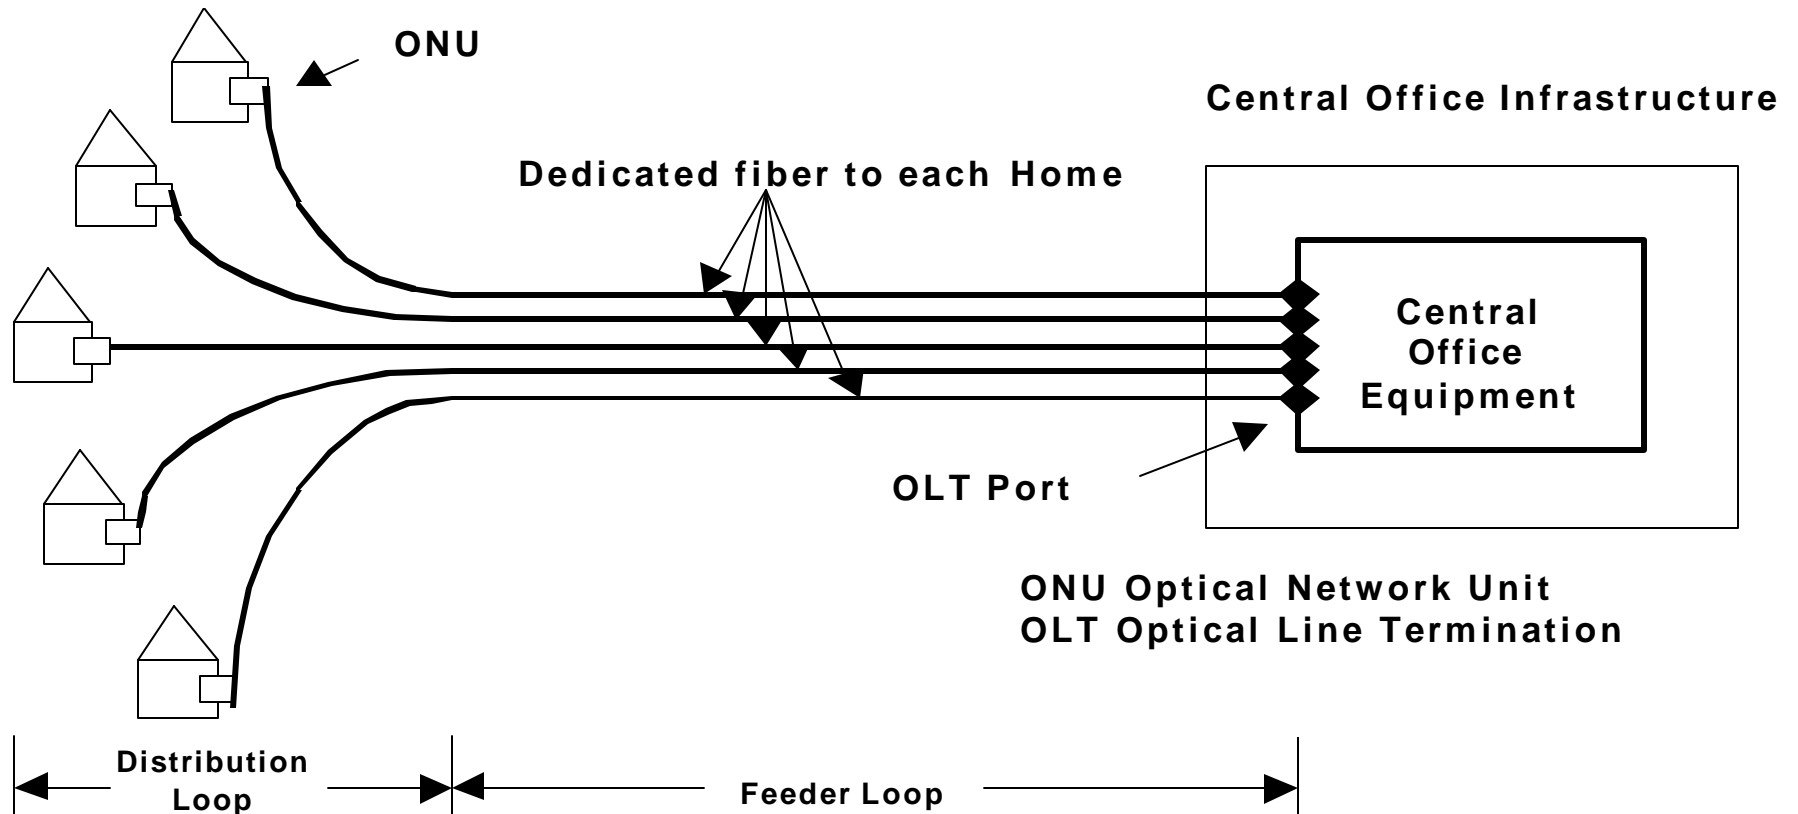 ONU
Central Office Infrastructure
Dedicated fiber to each Home
Central
Office
Equipment
OLT Port
ONU Optical Network Unit
OLT Optical Line Termination
Distribution
Loop
Feeder Loop